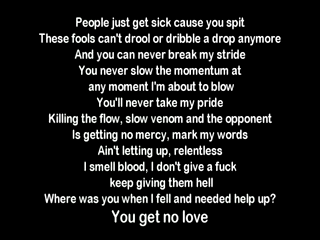 People just get sick cause you spit
These fools can't drool or dribble a drop anymore
And you can never break my stride
You never slow the momentum at
any moment I'm about to blow
You'll never take my pride
Killing the flow, slow venom and the opponent
Is getting no mercy, mark my words
Ain't letting up, relentless
I smell blood, I don't give a fuck
keep giving them hell
Where was you when I fell and needed help up?
You get no love